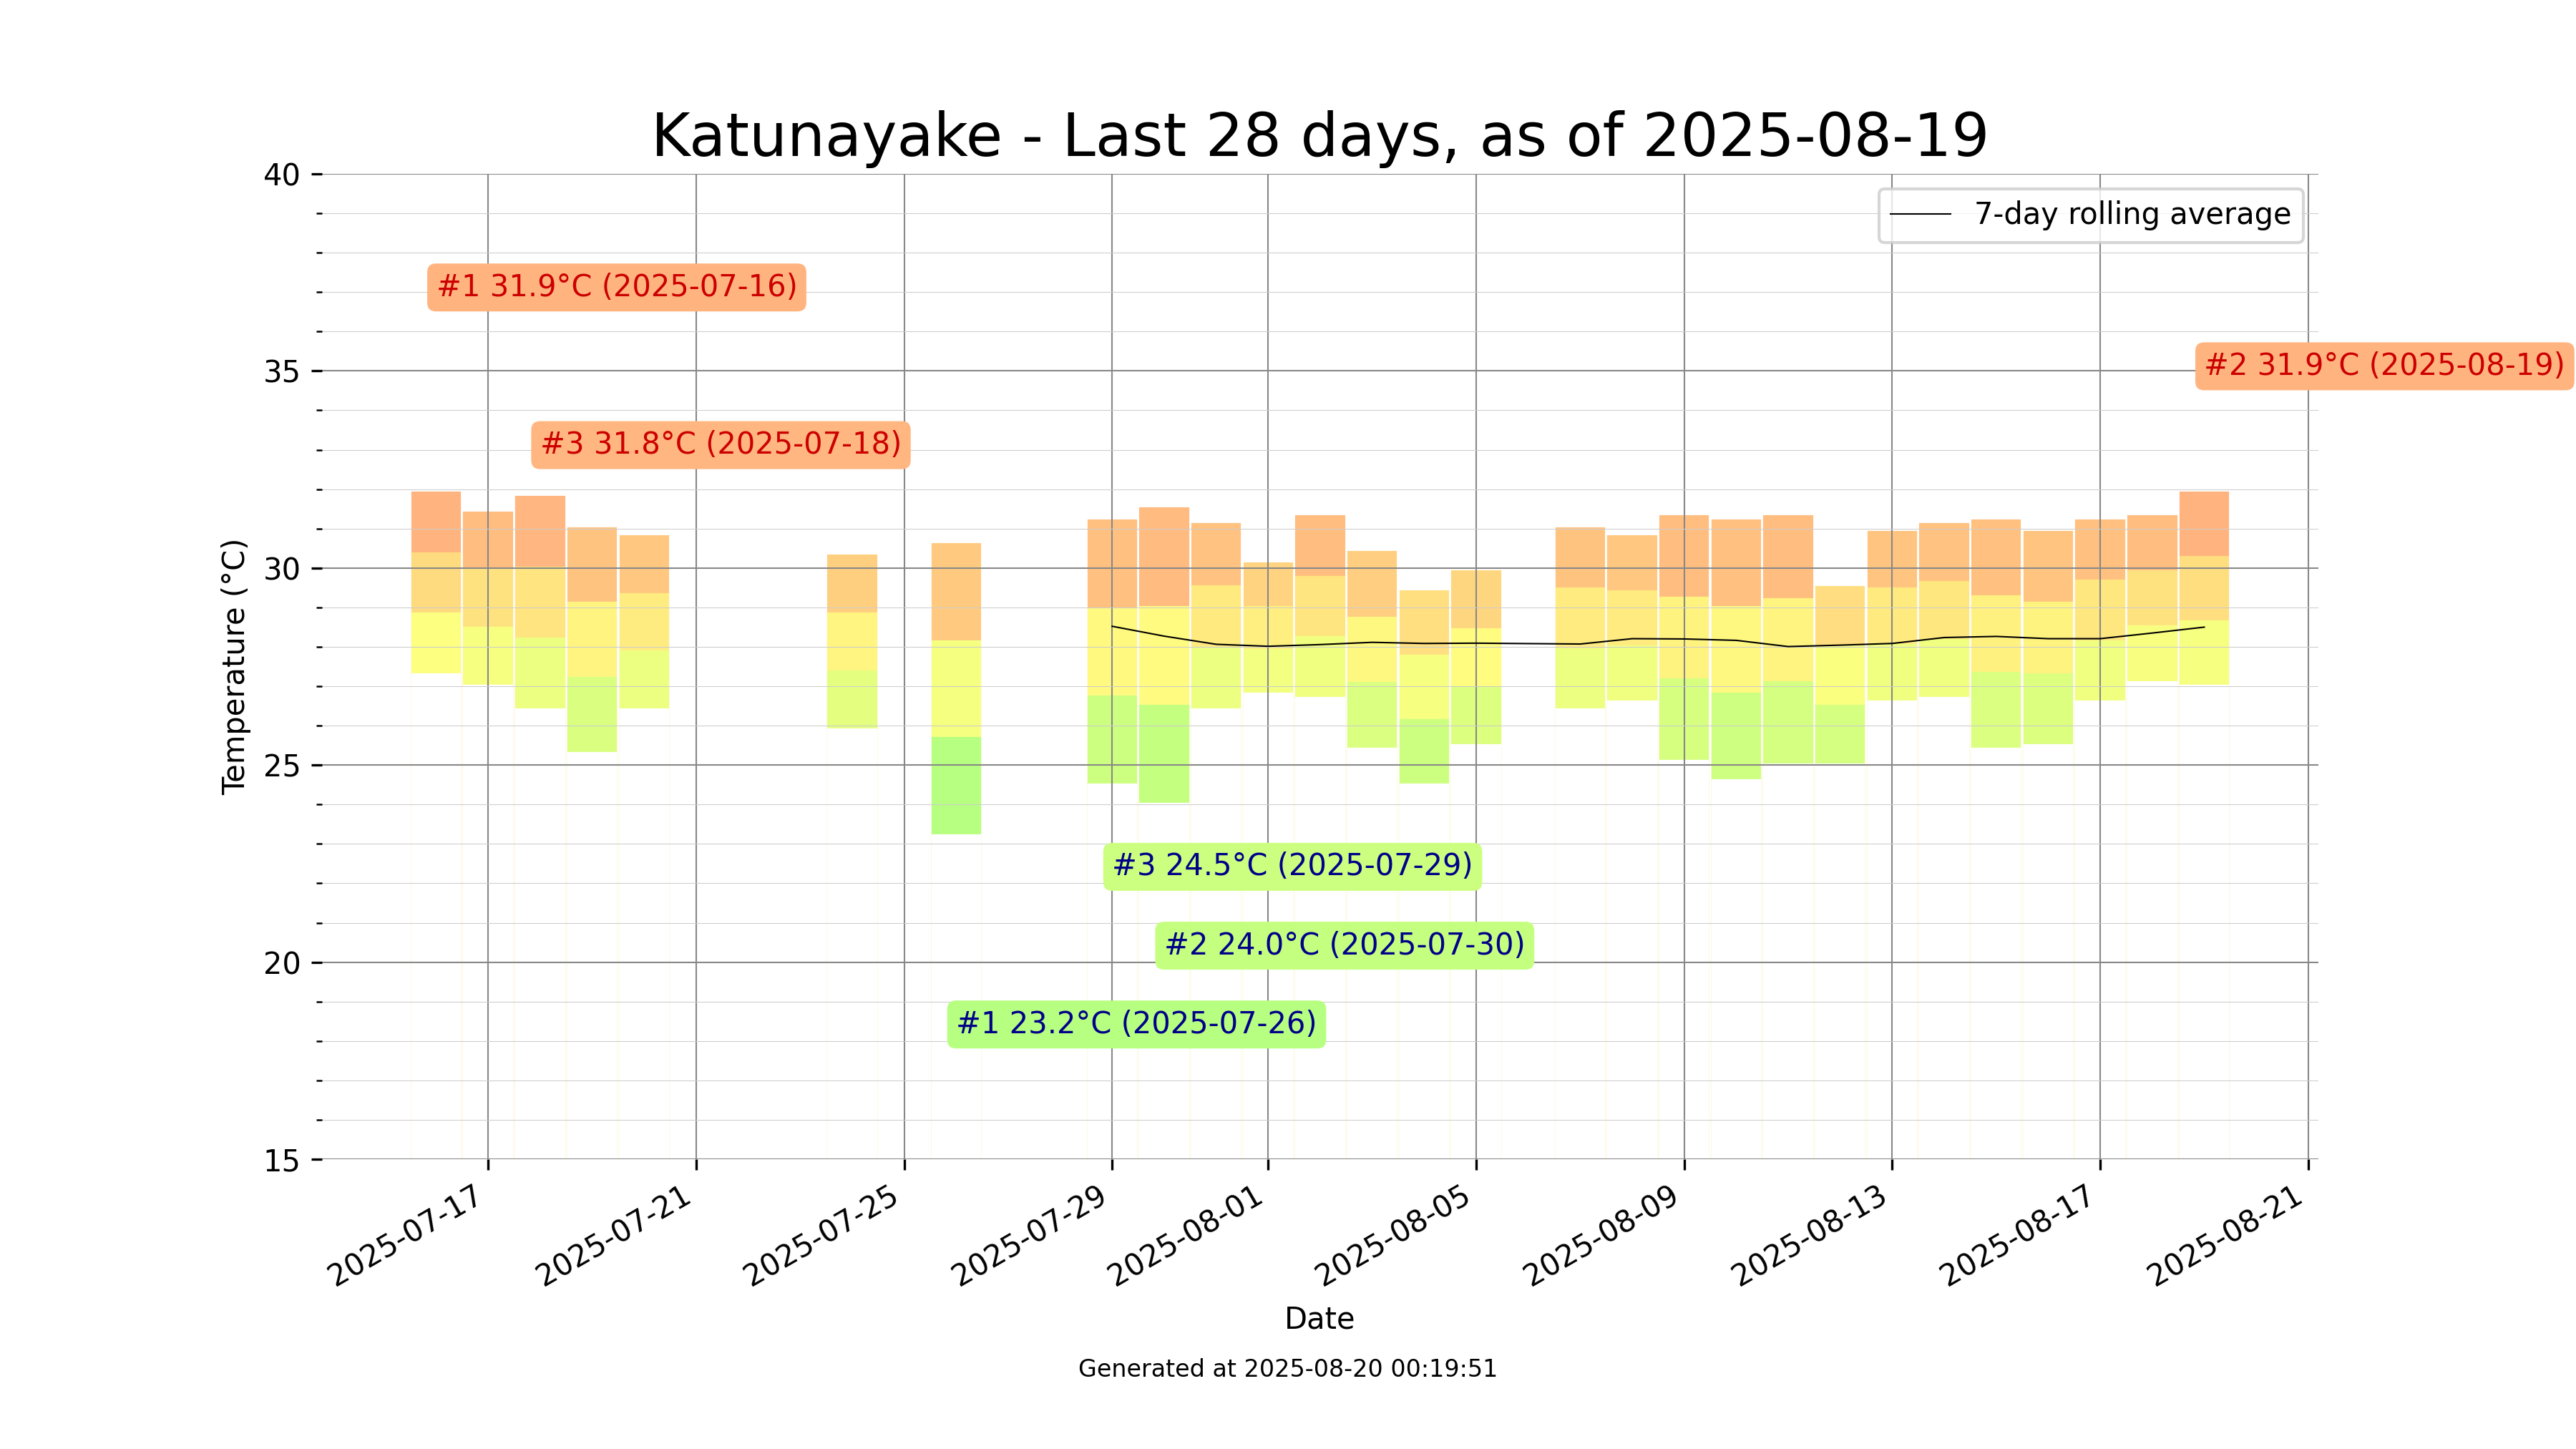 Katunayake - Last 28 days, as of 2025-08-19
7-day rolling average
#1 31.9°C (2025-07-16)
#2 31.9°C (2025-08-19)
#3 31.8°C (2025-07-18)
#3 24.5°C (2025-07-29)
#2 24.0°C (2025-07-30)
#1 23.2°C (2025-07-26)
Temperature (°C)
40
35
30
25
20
15
2025-07-17
2025-07-21
2025-07-25
2025-07-29
2025-08-01
2025-08-05
2025-08-09
2025-08-13
2025-08-17
2025-08-21
Date
Generated at 2025-08-20 00:19:51